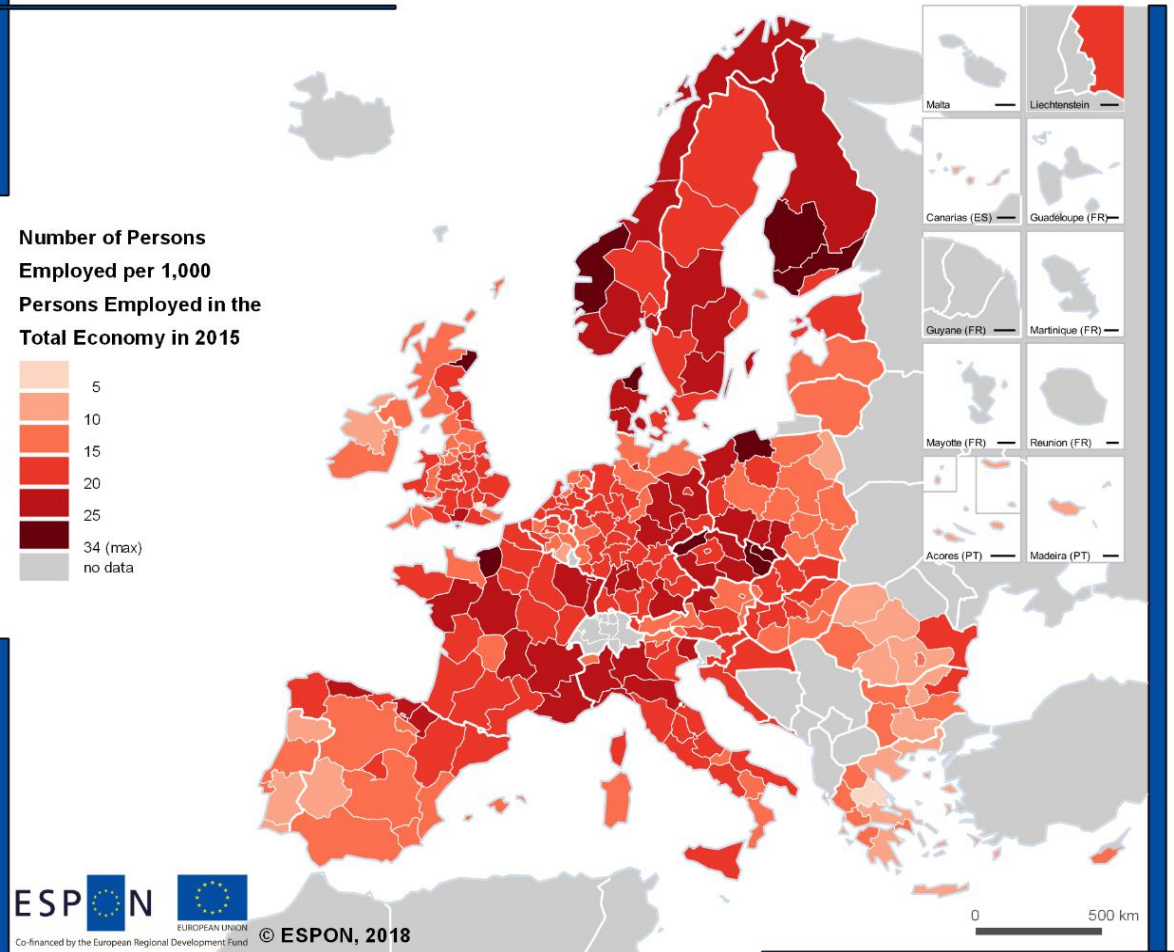 Number of Persons
Employed per 1,000
Persons Employed in the
Total Economy in 2015
5
10
15
20
25
34 (max)
no data
Malta
Liechtenstein
Canarias (ES)
Guadeloupe (FR)
Guyane (FR)
Martinique (FR)
Mayotte (FR)
Reunion (FR)
Acores (PT)
Madeira (PT)
ESPON
EUROPEAN UNION
Co-financed by the European Regional Development Fund
© ESPON, 2018
0 500 km